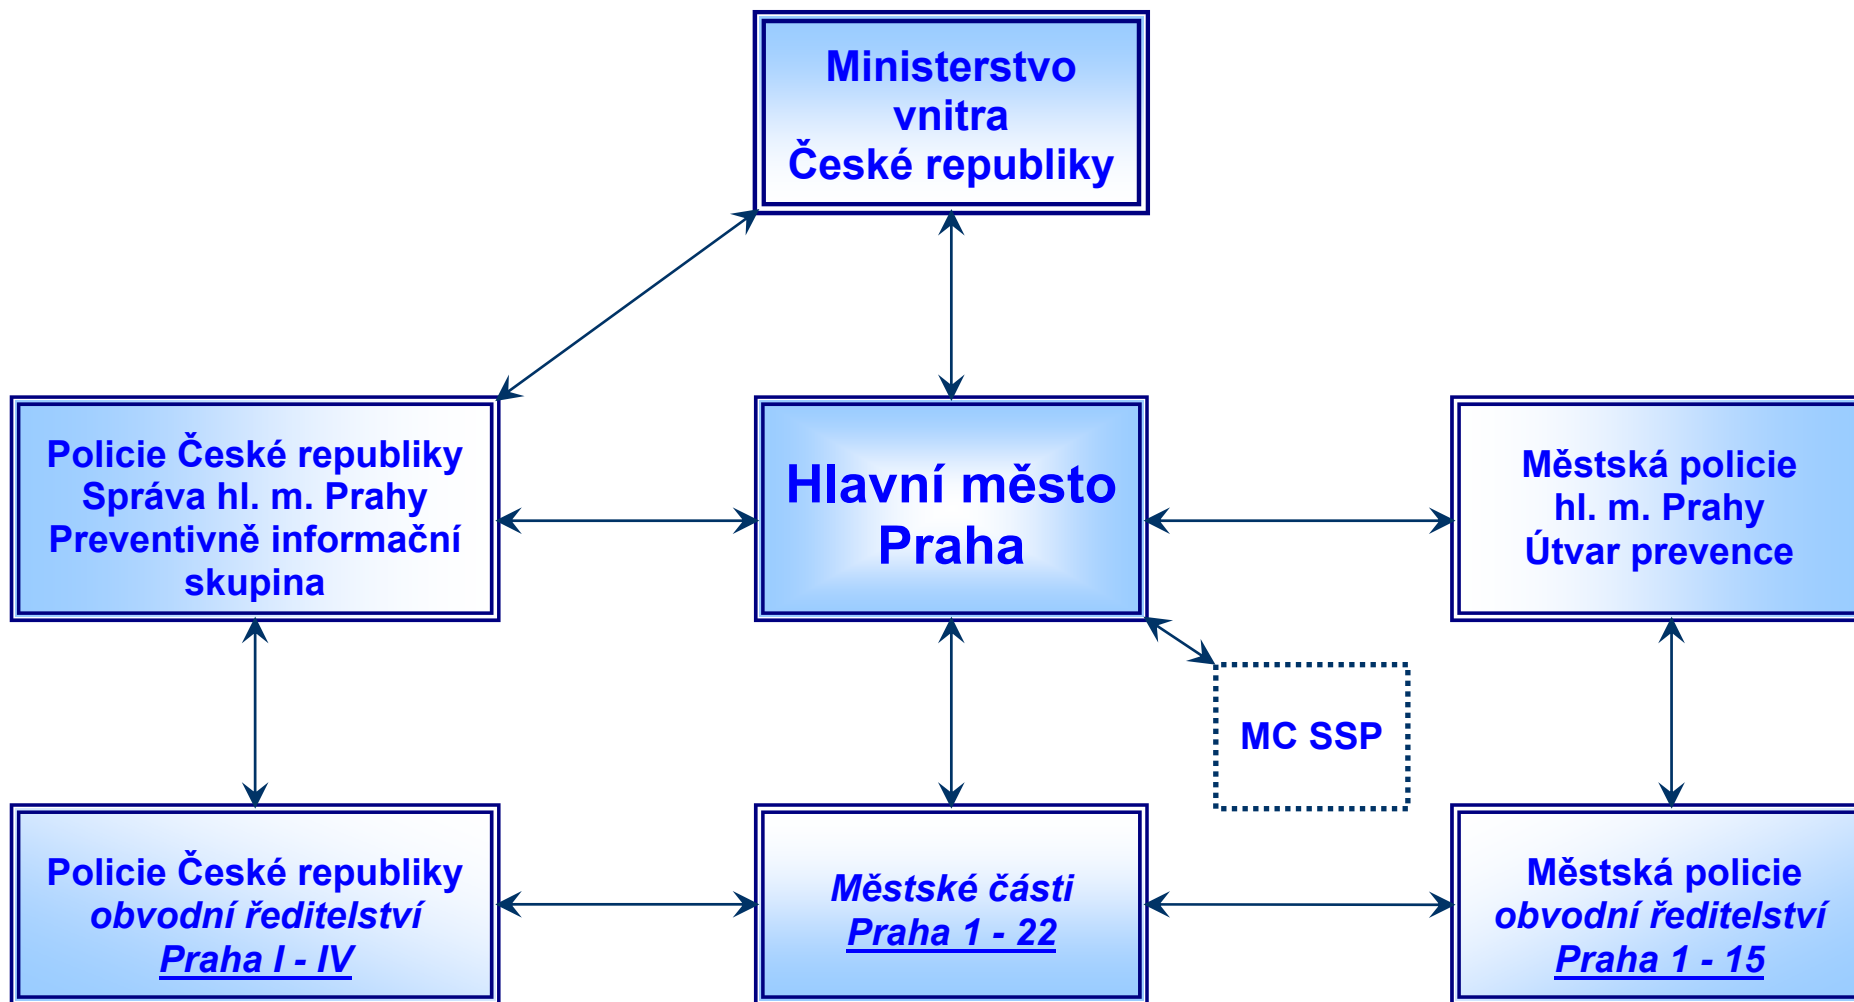 Ministerstvo
vnitra
České republiky
Policie České republiky
Správa hl. m. Prahy
Preventivně informační
skupina
Hlavní město
Praha
Městská policie
hl. m. Prahy
Útvar prevence
MC SSP
Policie České republiky
obvodní ředitelství
Praha I - IV
Městské části
Praha 1 - 22
Městská policie
obvodní ředitelství
Praha 1 - 15